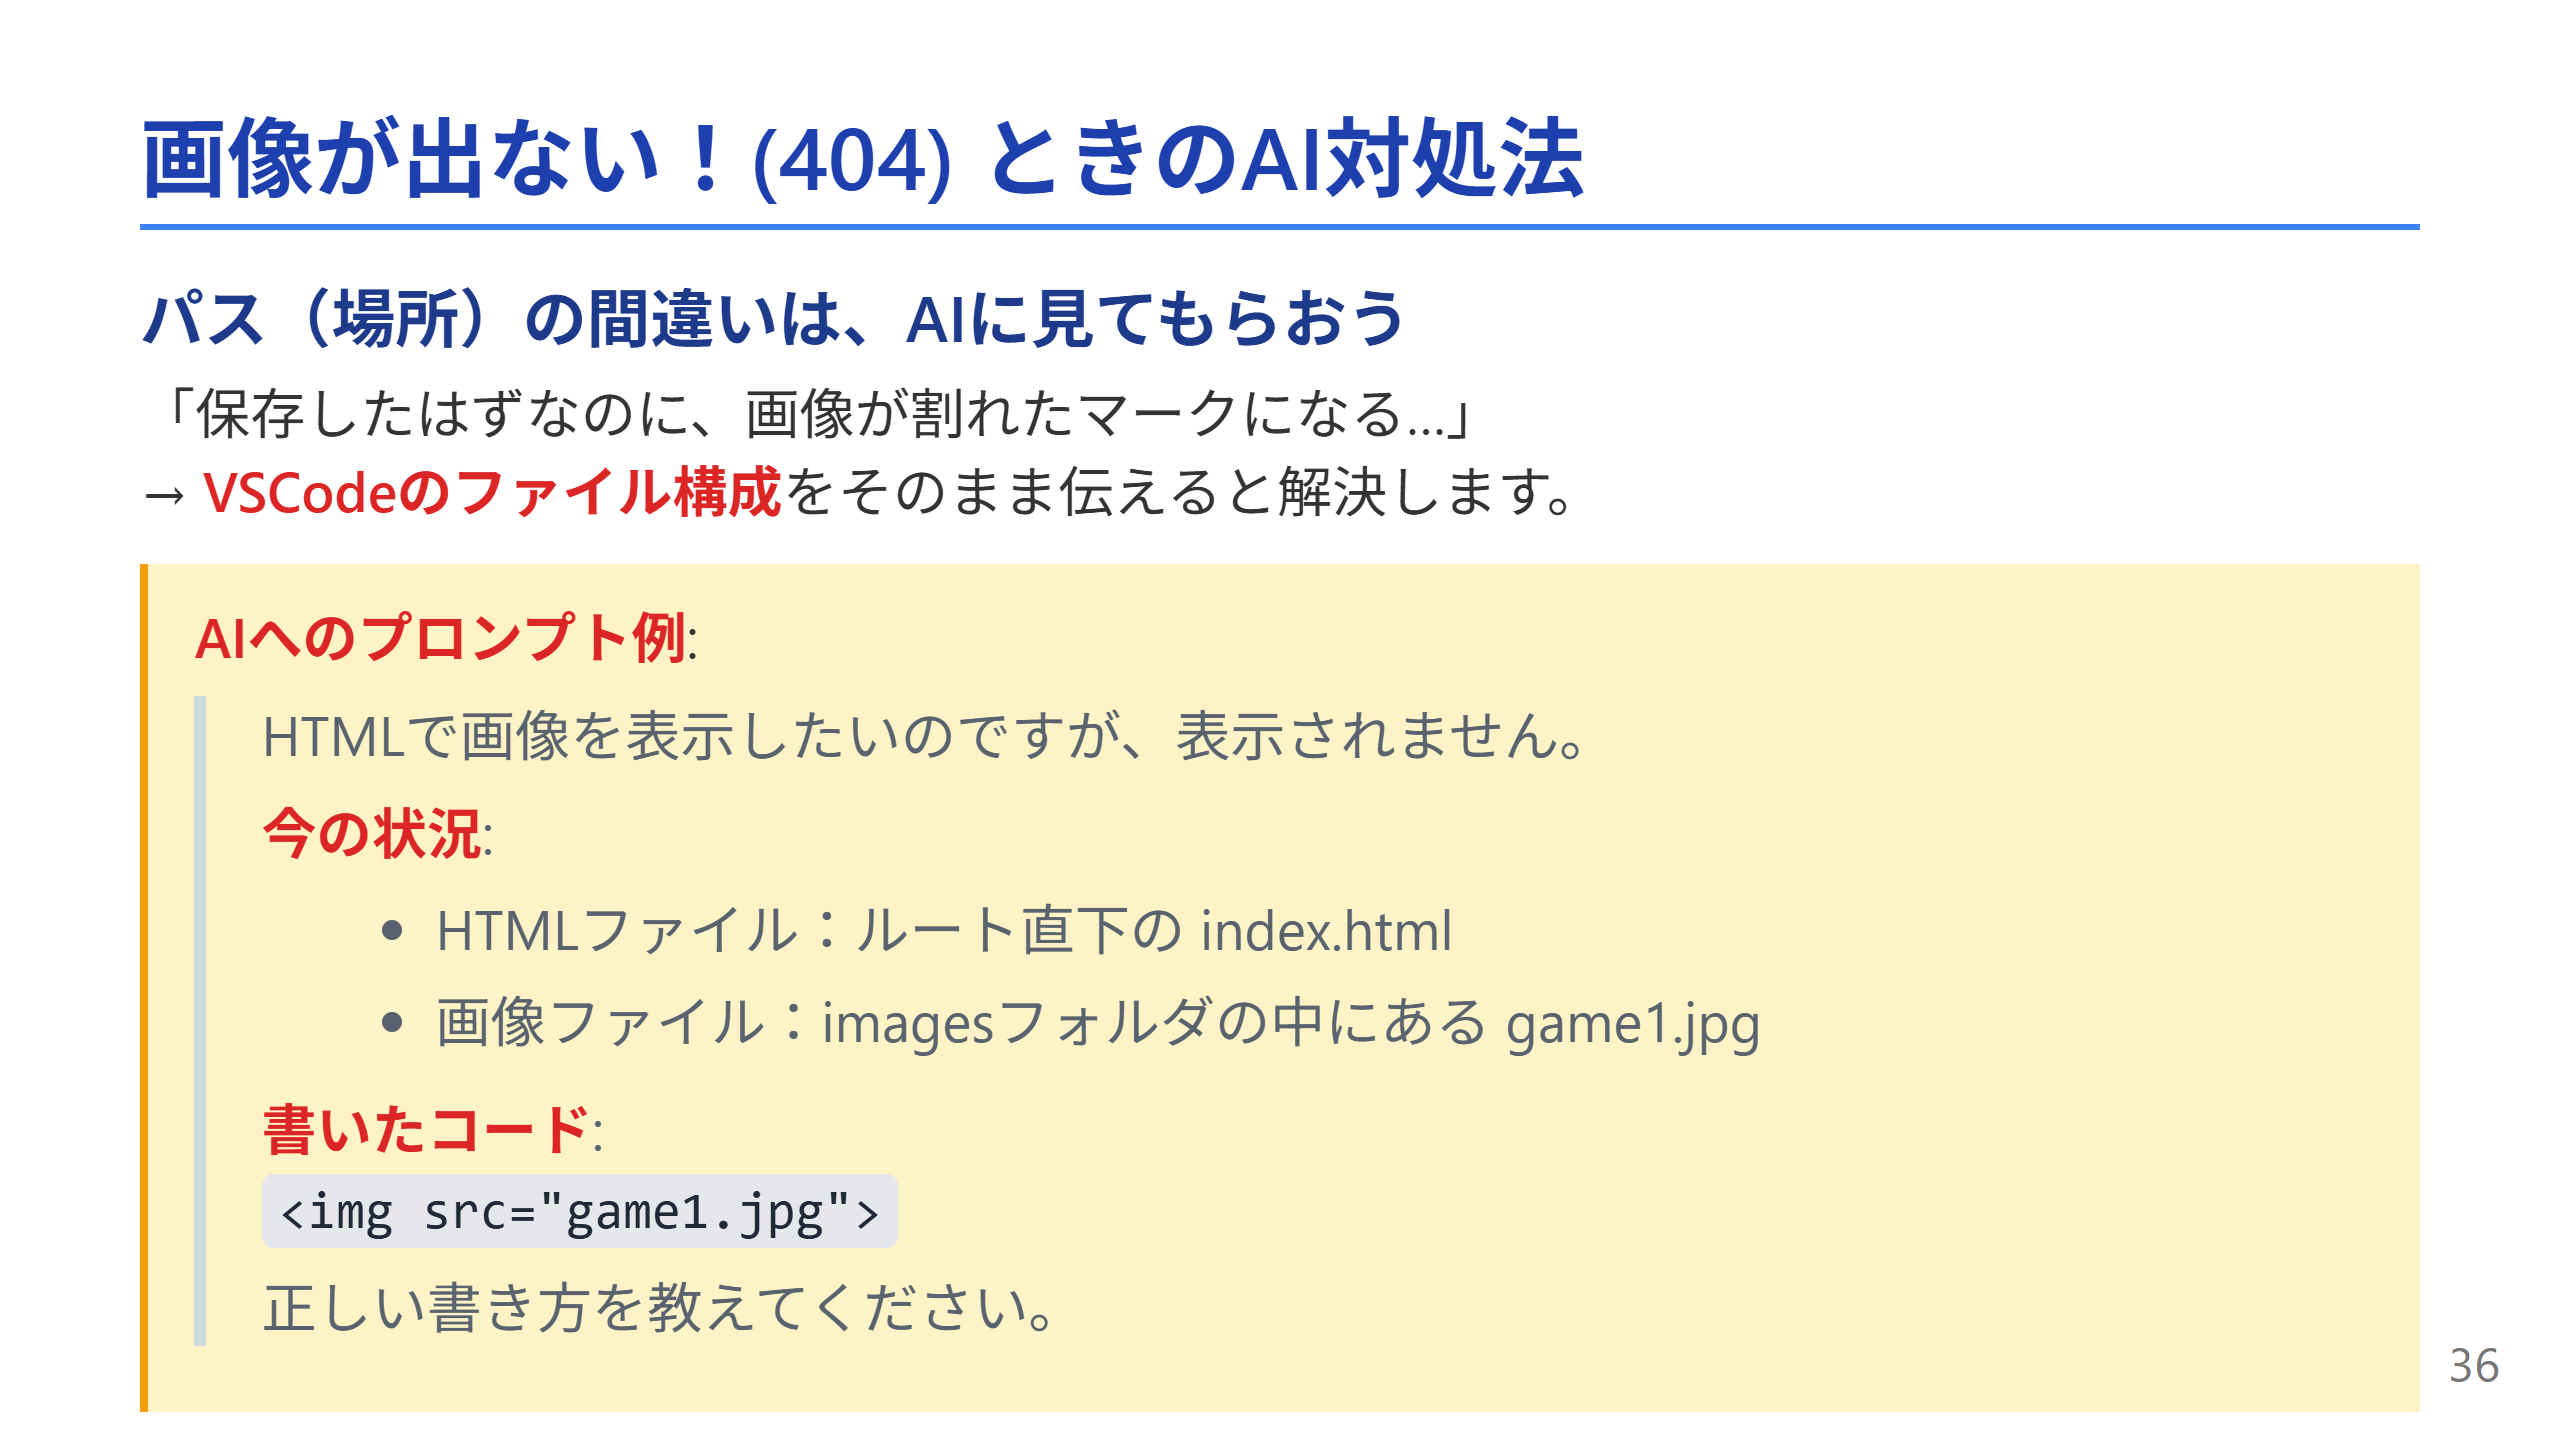 画像が出ない！(404) ときのAI対処法
パス（場所）の間違いは、AIに見てもらおう
「保存したはずなのに、画像が割れたマークになる...」
→ VSCodeのファイル構成をそのまま伝えると解決します。
AIへのプロンプト例:
HTMLで画像を表示したいのですが、表示されません。
今の状況:
• HTMLファイル：ルート直下の index.html
• 画像ファイル：imagesフォルダの中にある game1.jpg
書いたコード:
<img src="game1.jpg">
正しい書き方を教えてください。
36